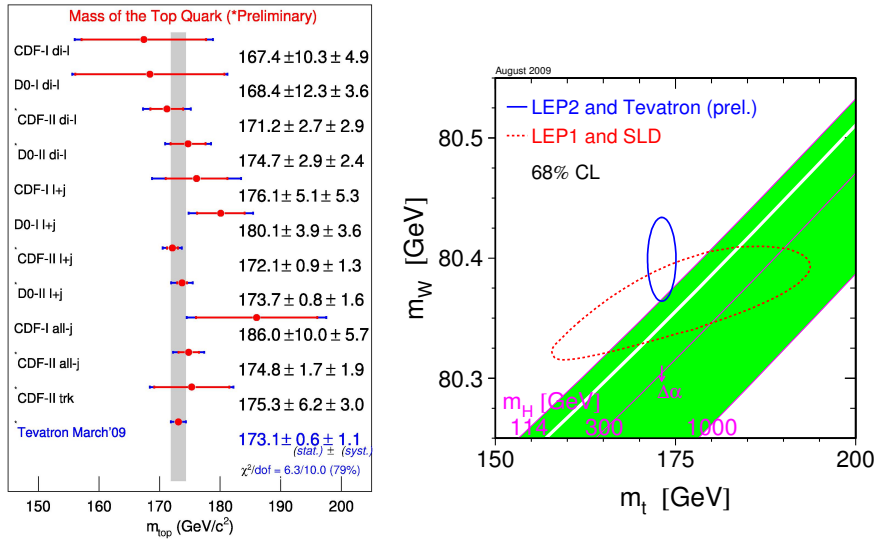 Mass of the Top Quark (*Preliminary)
CDF-I di-l 167.4 ±10.3 ± 4.9
D0-I di-l 168.4 ±12.3 ± 3.6
*CDF-II di-l 171.2 ± 2.7 ± 2.9
*D0-II di-l 174.7 ± 2.9 ± 2.4
CDF-I l+j 176.1 ± 5.1 ± 5.3
D0-I l+j 180.1 ± 3.9 ± 3.6
*CDF-II l+j 172.1 ± 0.9 ± 1.3
*D0-II l+j 173.7 ± 0.8 ± 1.6
CDF-I all-j 186.0 ±10.0 ± 5.7
*CDF-II all-j 174.8 ± 1.7 ± 1.9
*CDF-II trk 175.3 ± 6.2 ± 3.0
*Tevatron March'09 173.1 ± 0.6 ± 1.1
(stat.) ± (syst.)
χ²/dof = 6.3/10.0 (79%)
150 160 170 180 190 200
m_top (GeV/c²)
August 2009
LEP2 and Tevatron (prel.)
LEP1 and SLD
68% CL
80.5
80.4
80.3
m_W [GeV]
Δα
m_H [GeV]
114 300 1000
150 175 200
m_t [GeV]